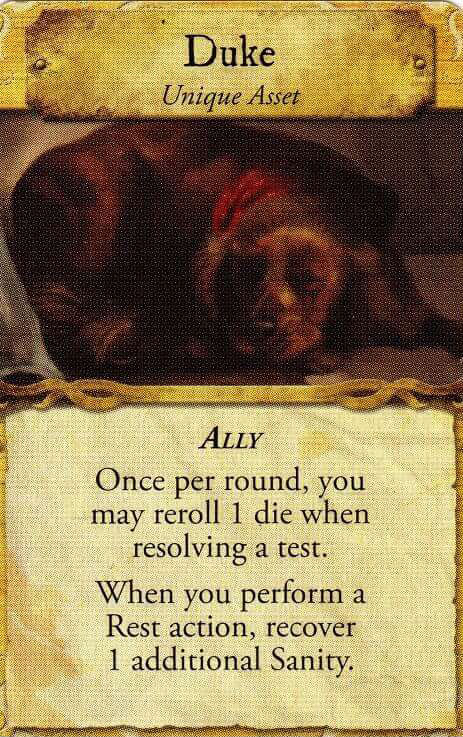 Duke
Unique Asset
ALLY
Once per round, you
may reroll 1 die when
resolving a test.
When you perform a
Rest action, recover
1 additional Sanity.